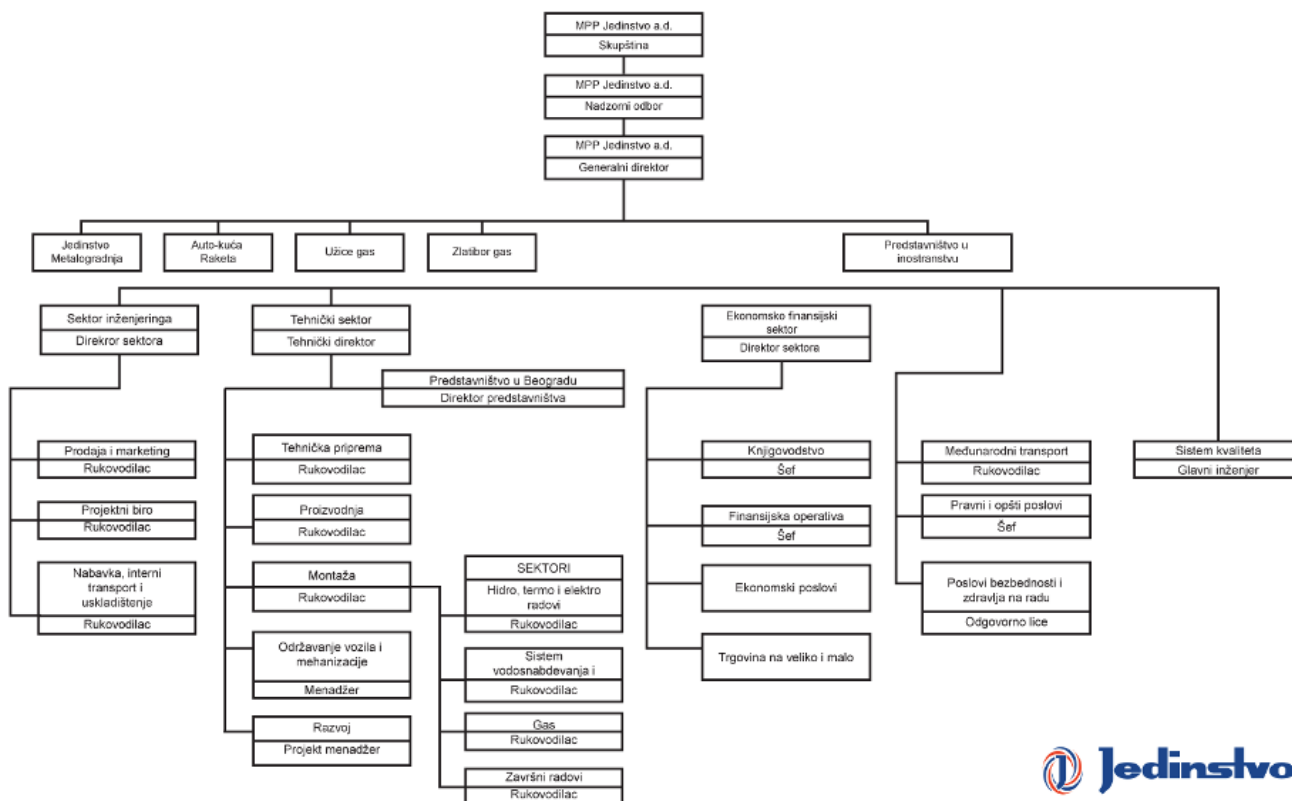 MPP Jedinstvo a.d.
Skupština
MPP Jedinstvo a.d.
Nadzorni odbor
MPP Jedinstvo a.d.
Generalni direktor
Jedinstvo
Metalogradnja
Auto-kuća
Raketa
Užice gas
Zlatibor gas
Predstavništvo u
inostranstvu
Sektor inženjeringa
Direkror sektora
Tehnički sektor
Tehnički direktor
Ekonomsko finansijski
sektor
Direktor sektora
Predstavništvo u Beogradu
Direktor predstavništva
Prodaja i marketing
Rukovodilac
Projektni biro
Rukovodilac
Nabavka, interni
transport i
uskladištenje
Rukovodilac
Tehnička priprema
Rukovodilac
Proizvodnja
Rukovodilac
Montaža
Rukovodilac
Održavanje vozila i
mehanizacije
Menadžer
Razvoj
Projekt menadžer
SEKTORI
Hidro, termo i elektro
radovi
Rukovodilac
Sistem
vodosnabdevanja i
Rukovodilac
Gas
Rukovodilac
Završni radovi
Rukovodilac
Knjigovodstvo
Šef
Finansijska operativa
Šef
Ekonomski poslovi
Trgovina na veliko i malo
Međunarodni transport
Rukovodilac
Pravni i opšti poslovi
Šef
Poslovi bezbednosti i
zdravlja na radu
Odgovorno lice
Sistem kvaliteta
Glavni inženjer
Jedinstvo